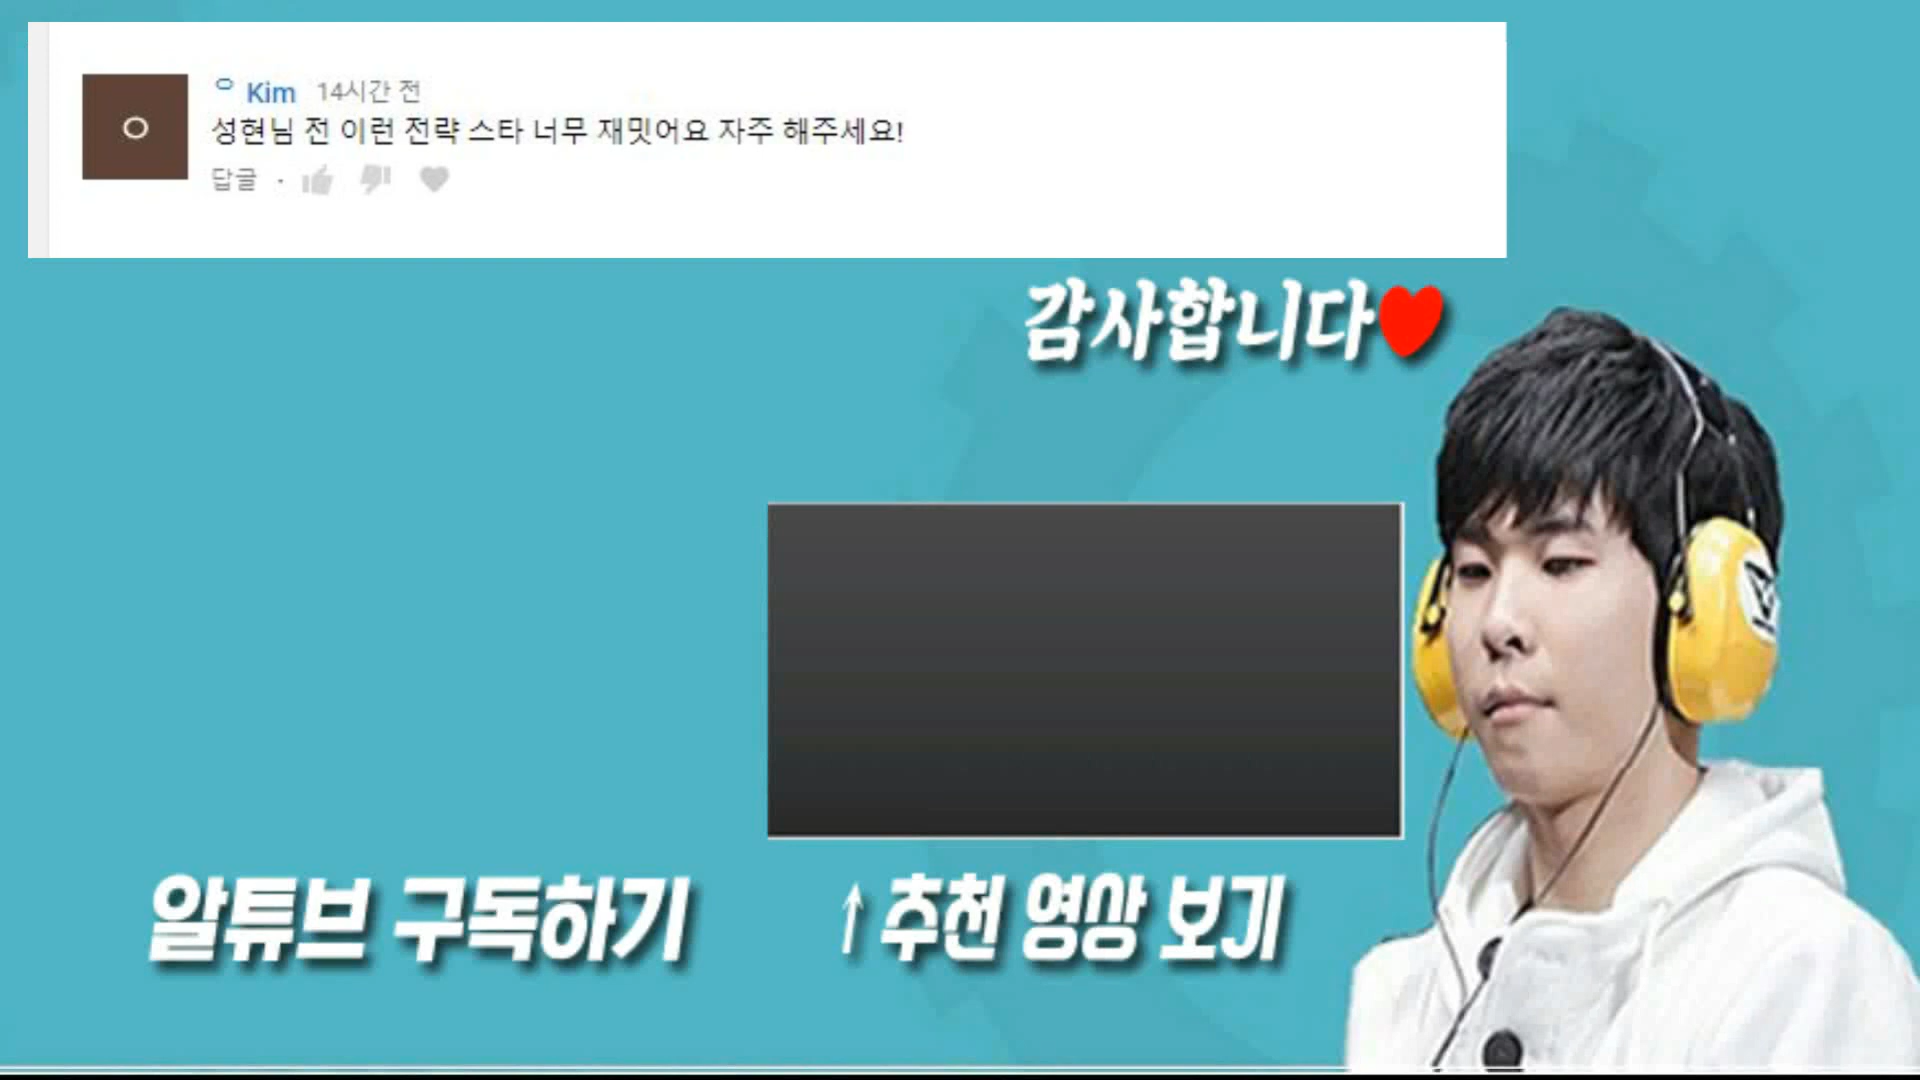 ㅇ Kim 14시간 전
ㅇ
성현님 전 이런 전략 스타 너무 재밋어요 자주 해주세요!
답글 ·
감사합니다♥
알튜브 구독하기
↑추천 영상 보기